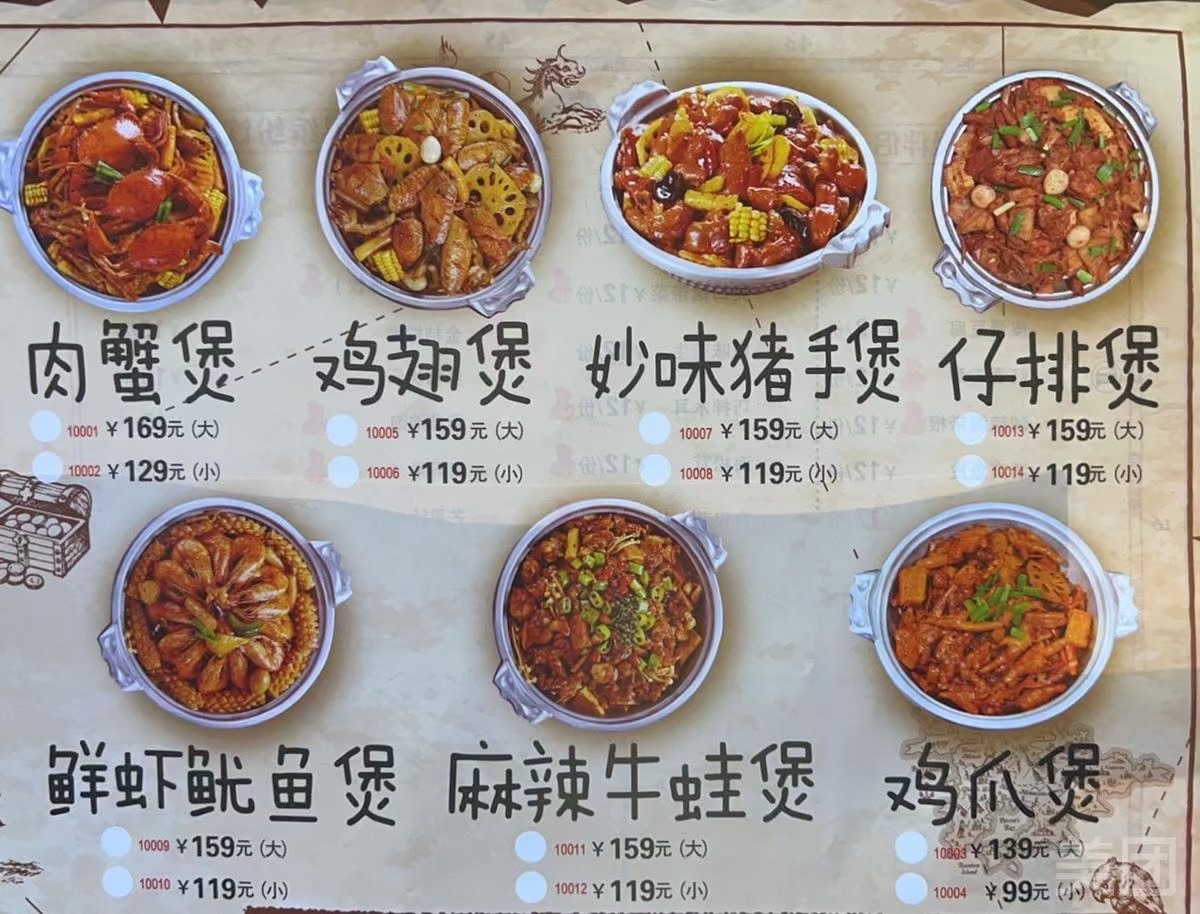 肉蟹煲
10001 ¥169元(大)
10002 ¥129元(小)
鸡翅煲
10005 ¥159元(大)
10006 ¥119元(小)
妙味猪手煲
10007 ¥159元(大)
10008 ¥119元(小)
仔排煲
10013 ¥159元(大)
10014 ¥119元(小)
鲜虾鱿鱼煲
10009 ¥159元(大)
10010 ¥119元(小)
麻辣牛蛙煲
10011 ¥159元(大)
10012 ¥119元(小)
鸡爪煲
10003 ¥139元(大)
10004 ¥99元(小)
美团